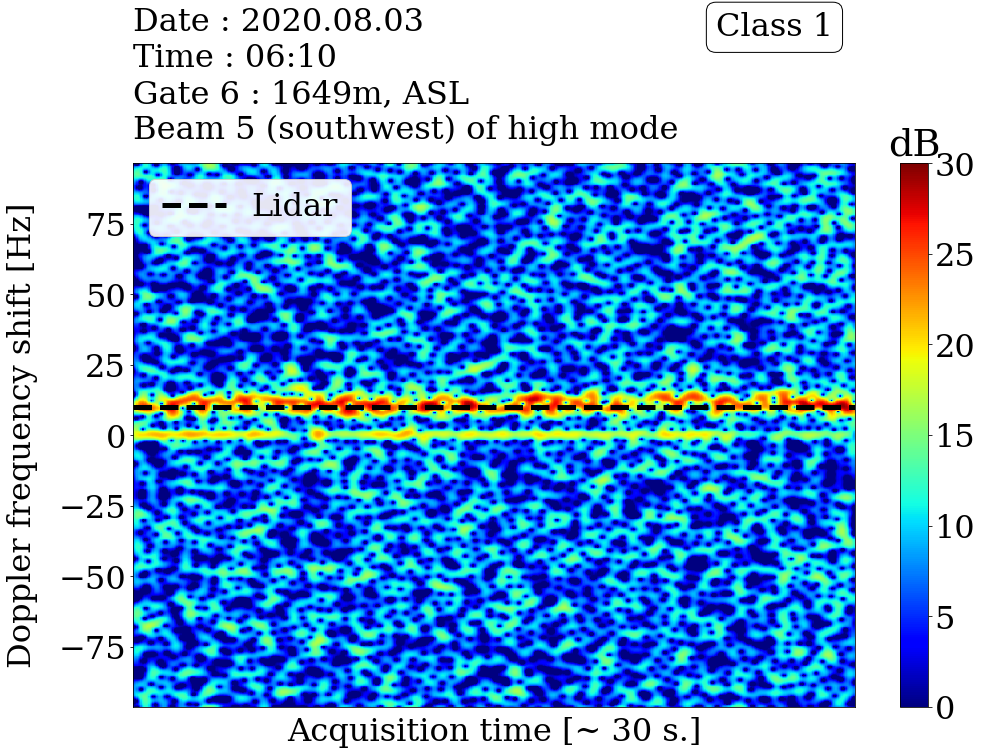 Date : 2020.08.03
Time : 06:10
Gate 6 : 1649m, ASL
Beam 5 (southwest) of high mode
Class 1
dB
Lidar
Doppler frequency shift [Hz]
75
50
25
0
−25
−50
−75
Acquisition time [~ 30 s.]
30
25
20
15
10
5
0